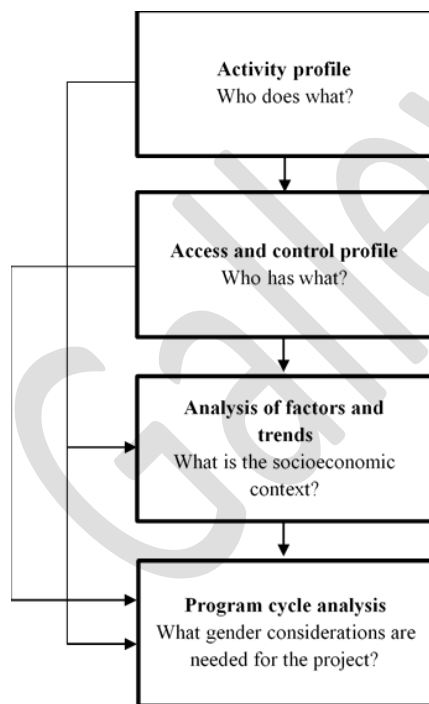 Activity profile
Who does what?
Access and control profile
Who has what?
Analysis of factors and
trends
What is the socioeconomic
context?
Program cycle analysis
What gender considerations are
needed for the project?